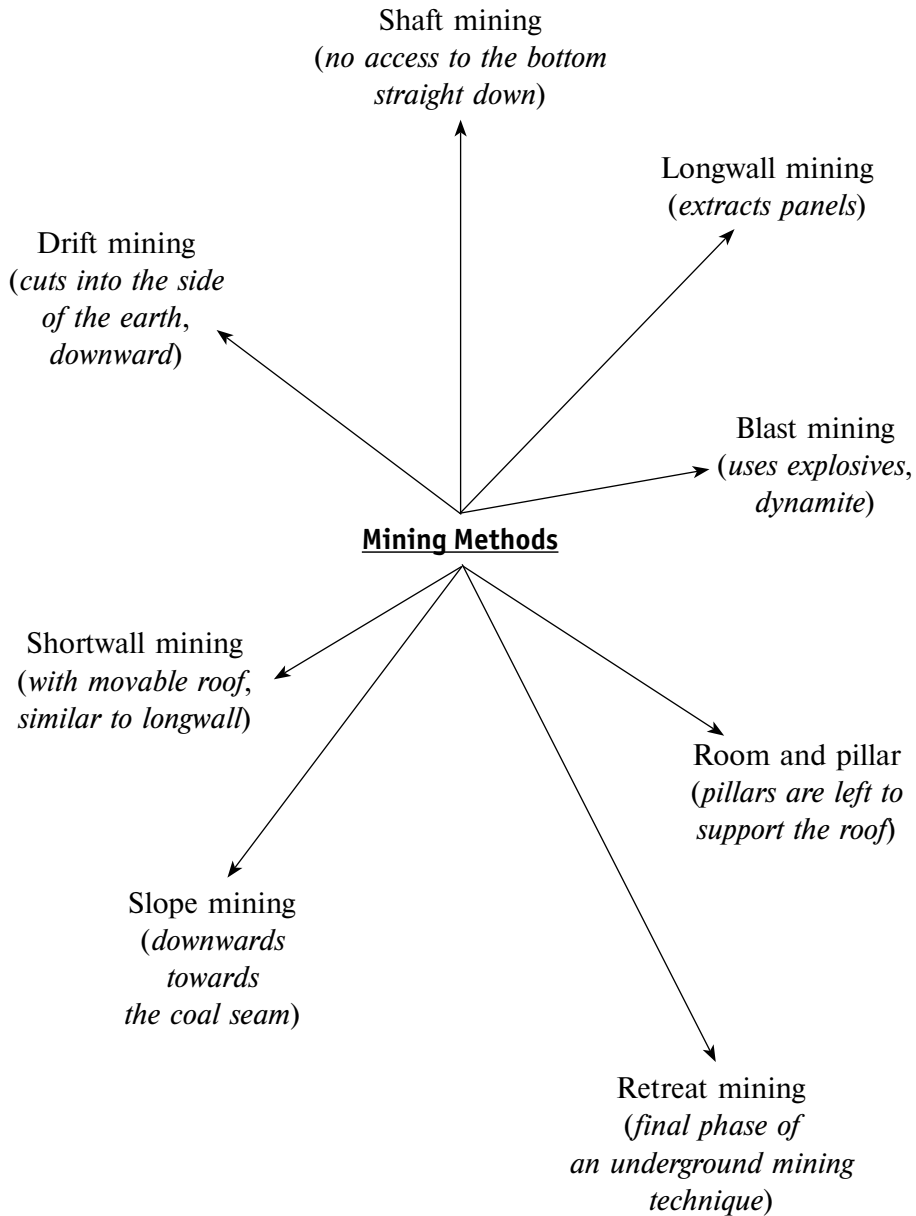 Shaft mining
(no access to the bottom
straight down)
Longwall mining
(extracts panels)
Drift mining
(cuts into the side
of the earth,
downward)
Blast mining
(uses explosives,
dynamite)
Mining Methods
Shortwall mining
(with movable roof,
similar to longwall)
Room and pillar
(pillars are left to
support the roof)
Slope mining
(downwards
towards
the coal seam)
Retreat mining
(final phase of
an underground mining
technique)